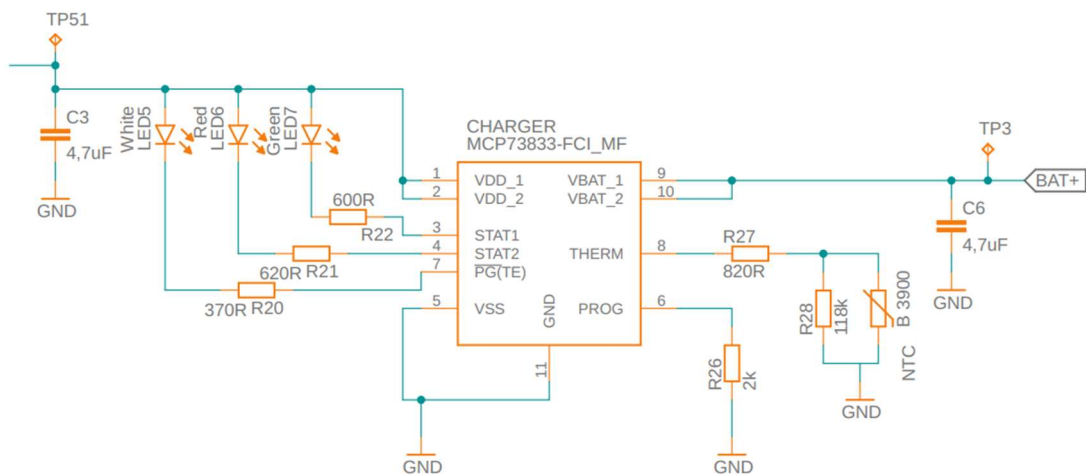 TP51
C3
4,7uF
GND
White
LED5
Red
LED6
Green
LED7
600R
R22
620R
R21
370R
R20
CHARGER
MCP73833-FCI_MF
1
VDD_1
2
VDD_2
3
STAT1
4
STAT2
7
PG(TE)
5
VSS
GND
11
9
VBAT_1
10
VBAT_2
8
THERM
6
PROG
GND
R26
2k
GND
R27
820R
R28
118k
B 3900
NTC
GND
TP3
BAT+
C6
4,7uF
GND